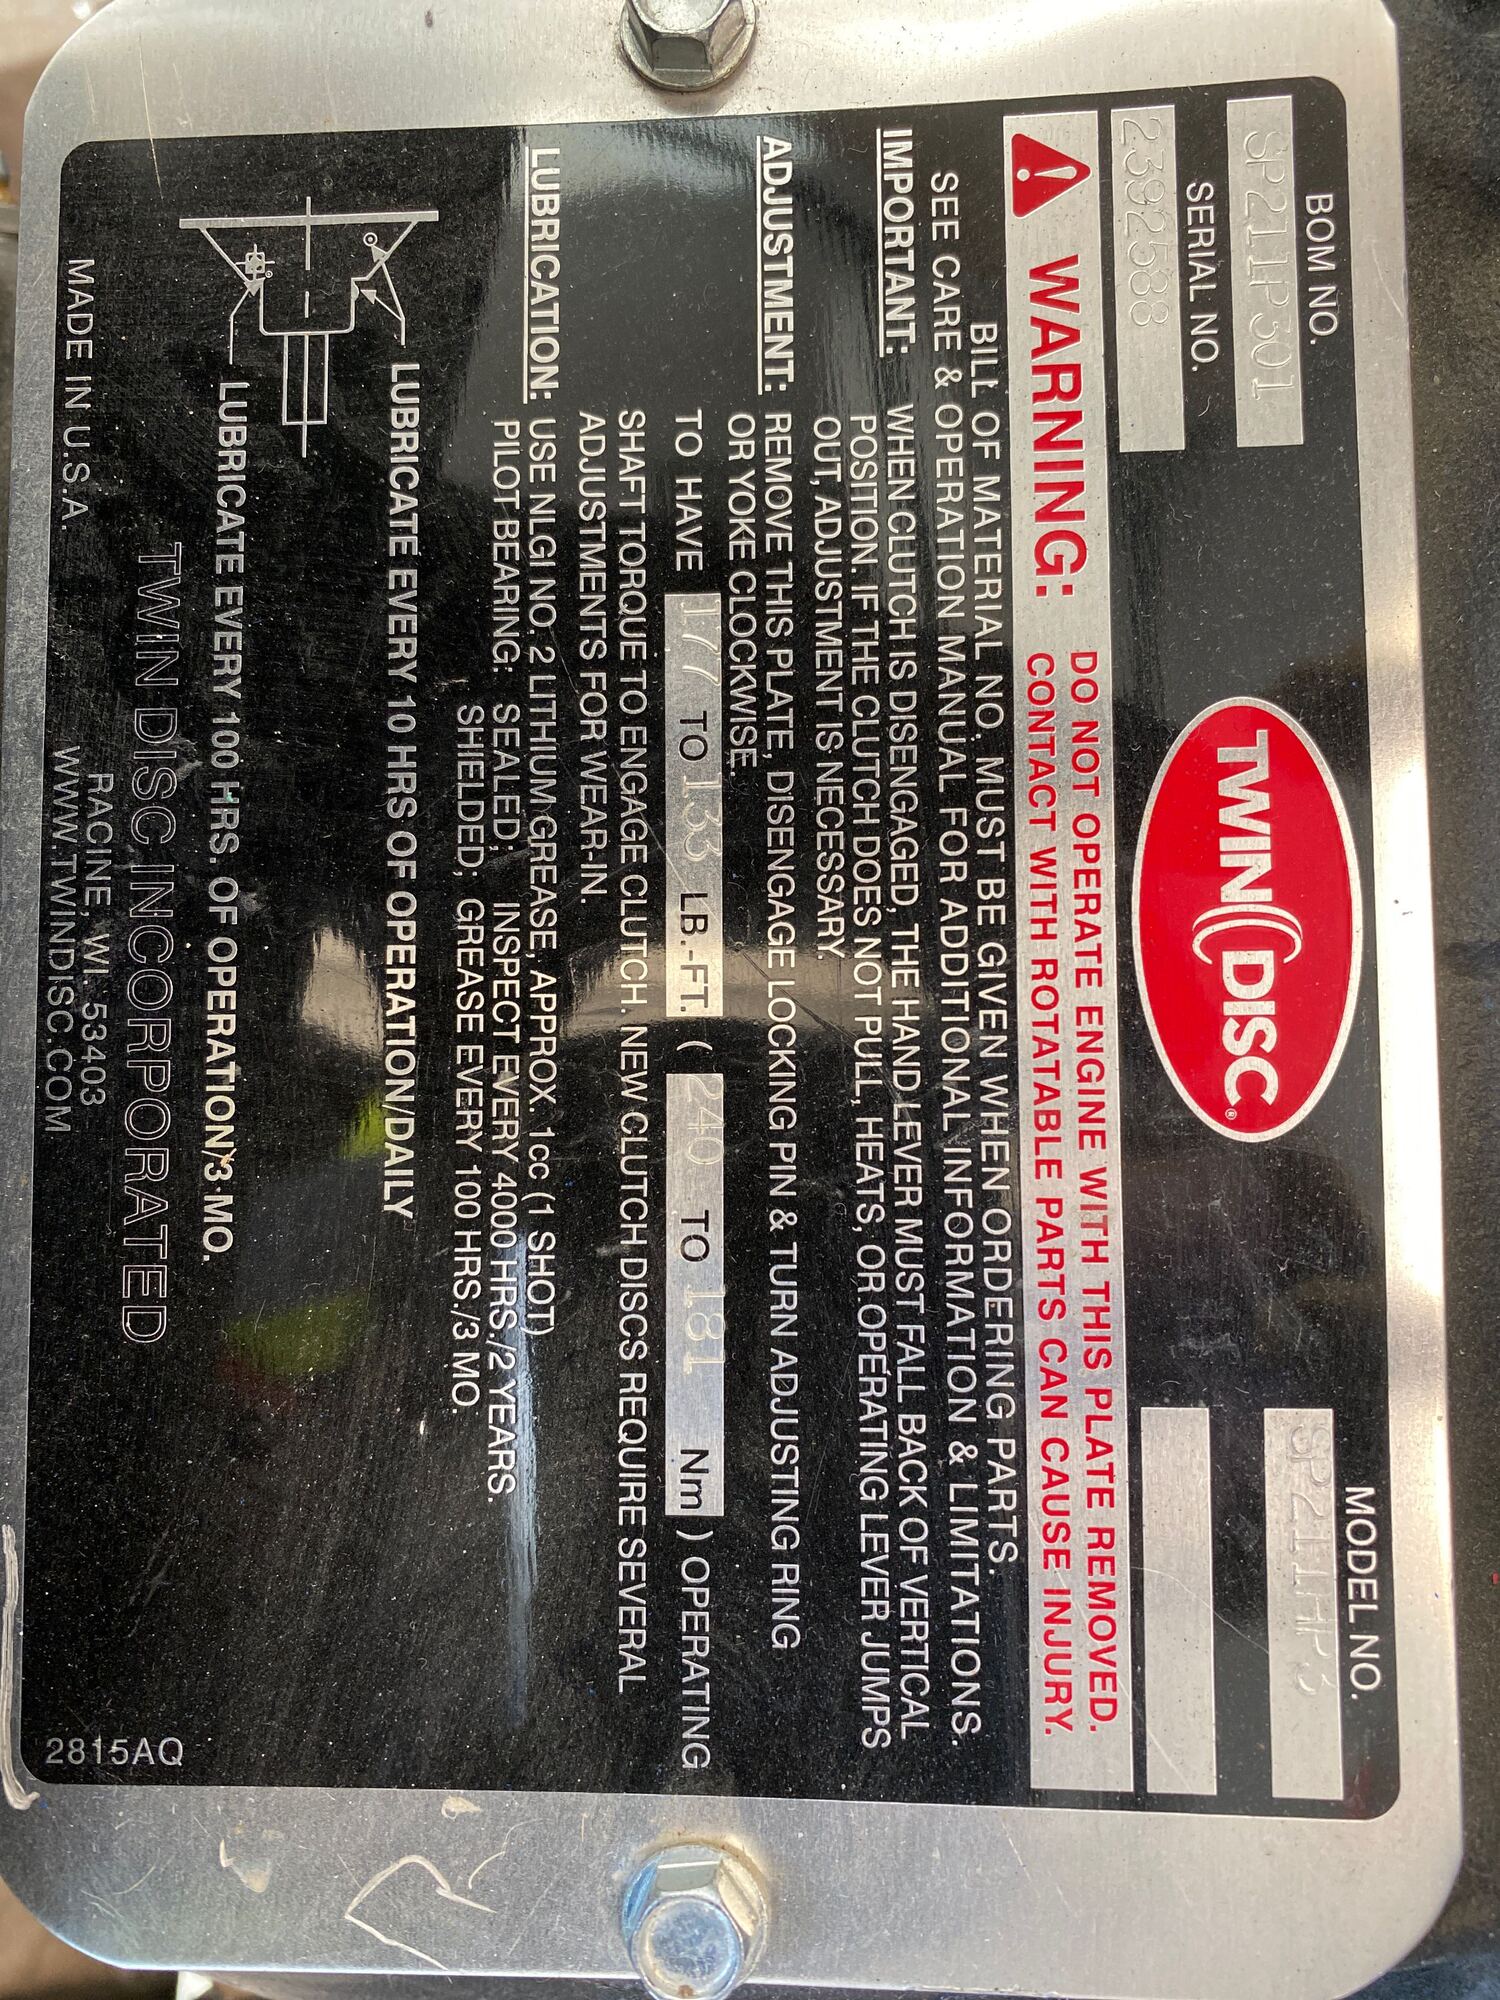 BOM NO.
SP211P501
MODEL NO.
SP211HP3
SERIAL NO.
2392588
TWIN DISC®
WARNING:
DO NOT OPERATE ENGINE WITH THIS PLATE REMOVED.
CONTACT WITH ROTATABLE PARTS CAN CAUSE INJURY.
BILL OF MATERIAL NO. MUST BE GIVEN WHEN ORDERING PARTS.
SEE CARE & OPERATION MANUAL FOR ADDITIONAL INFORMATION & LIMITATIONS.
IMPORTANT: WHEN CLUTCH IS DISENGAGED, THE HAND LEVER MUST FALL BACK OF VERTICAL
POSITION. IF THE CLUTCH DOES NOT PULL, HEATS, OR OPERATING LEVER JUMPS
OUT, ADJUSTMENT IS NECESSARY.
ADJUSTMENT: REMOVE THIS PLATE, DISENGAGE LOCKING PIN & TURN ADJUSTING RING
OR YOKE CLOCKWISE.
TO HAVE 177 TO 133 LB.-FT. ( 240 TO 181 Nm ) OPERATING
SHAFT TORQUE TO ENGAGE CLUTCH. NEW CLUTCH DISCS REQUIRE SEVERAL
ADJUSTMENTS FOR WEAR-IN.
LUBRICATION: USE NLGI NO. 2 LITHIUM GREASE, APPROX. 1cc (1 SHOT)
PILOT BEARING: SEALED; INSPECT EVERY 4000 HRS./2 YEARS.
SHIELDED; GREASE EVERY 100 HRS./3 MO.
LUBRICATE EVERY 10 HRS OF OPERATION/DAILY
LUBRICATE EVERY 100 HRS. OF OPERATION/3 MO.
TWIN DISC INCORPORATED
RACINE, WI. 53403
MADE IN U.S.A.
WWW.TWINDISC.COM
2815AQ